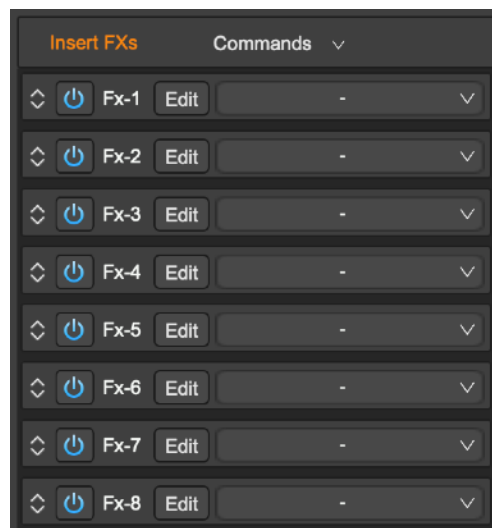 Insert FXs Commands
Fx-1 Edit -
Fx-2 Edit -
Fx-3 Edit -
Fx-4 Edit -
Fx-5 Edit -
Fx-6 Edit -
Fx-7 Edit -
Fx-8 Edit -